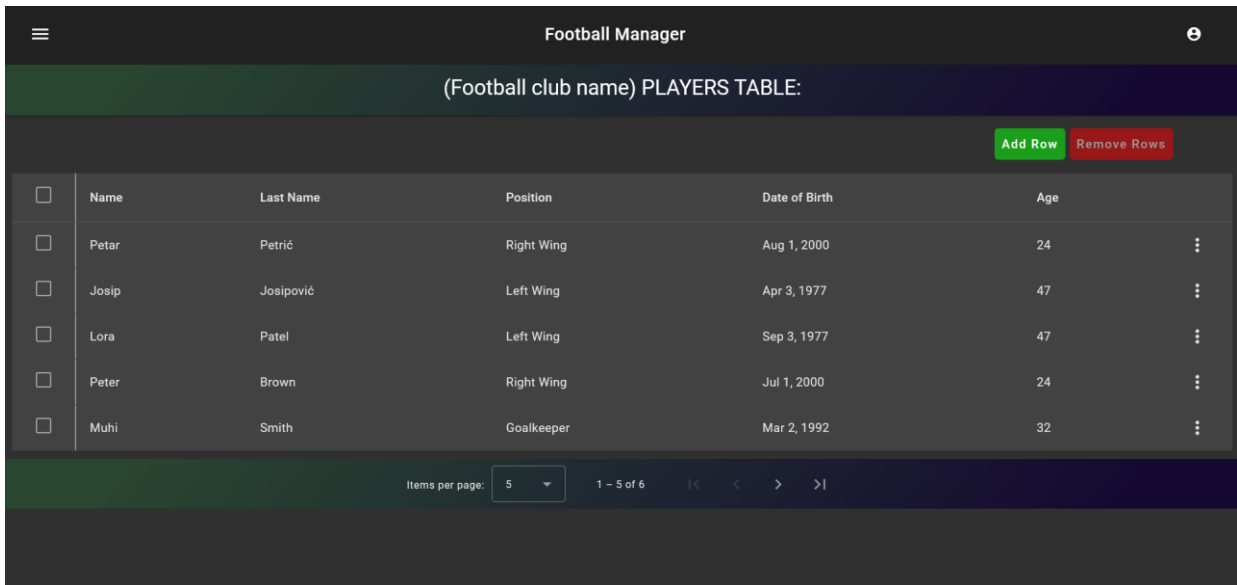 Football Manager
(Football club name) PLAYERS TABLE:
Add Row Remove Rows
Name Last Name Position Date of Birth Age
Petar Petrić Right Wing Aug 1, 2000 24
Josip Josipović Left Wing Apr 3, 1977 47
Lora Patel Left Wing Sep 3, 1977 47
Peter Brown Right Wing Jul 1, 2000 24
Muhi Smith Goalkeeper Mar 2, 1992 32
Items per page: 5 1 – 5 of 6